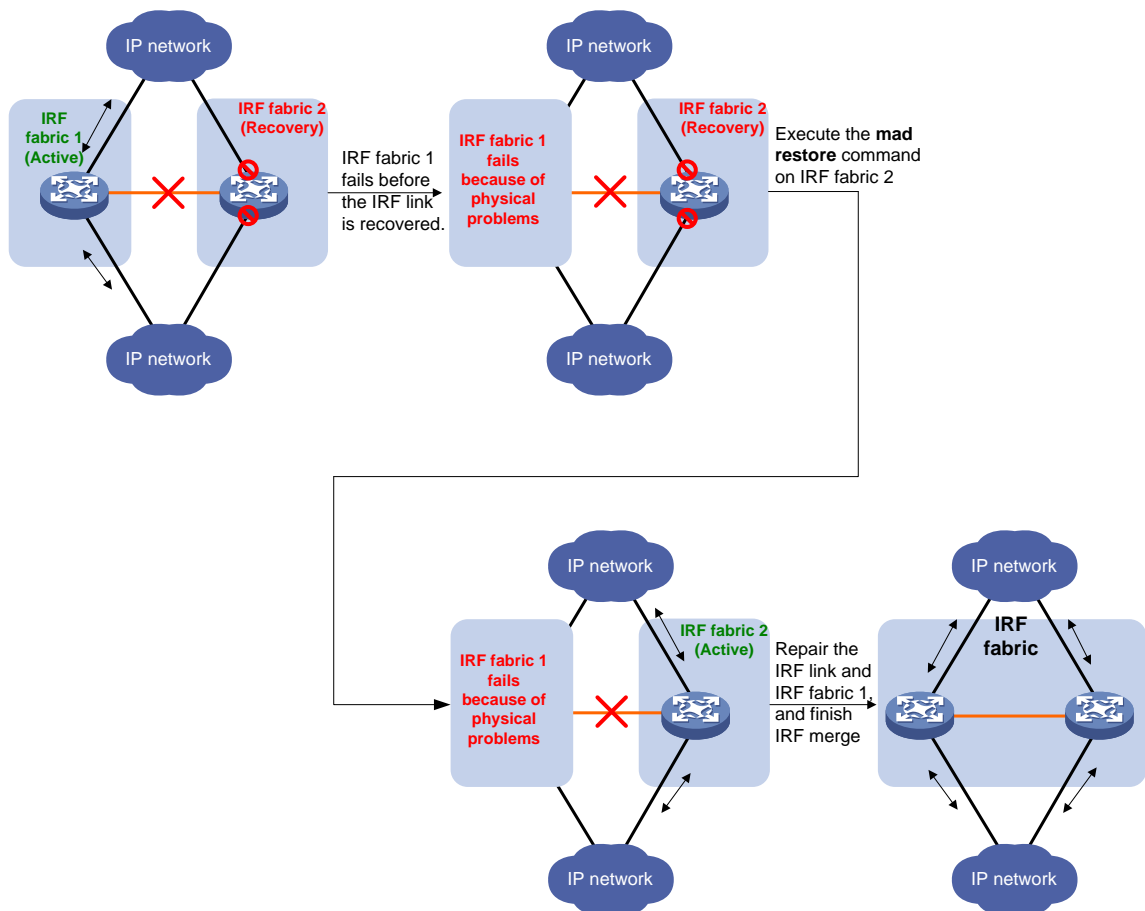 IP network
IRF
fabric 1
(Active)
IRF fabric 2
(Recovery)
IP network
IRF fabric 1
fails before
the IRF link
is recovered.
IP network
IRF fabric 1
fails
because of
physical
problems
IRF fabric 2
(Recovery)
IP network
Execute the mad
restore command
on IRF fabric 2
IP network
IRF fabric 1
fails
because of
physical
problems
IRF fabric 2
(Active)
IP network
Repair the
IRF link and
IRF fabric 1,
and finish
IRF merge
IP network
IRF
fabric
IP network